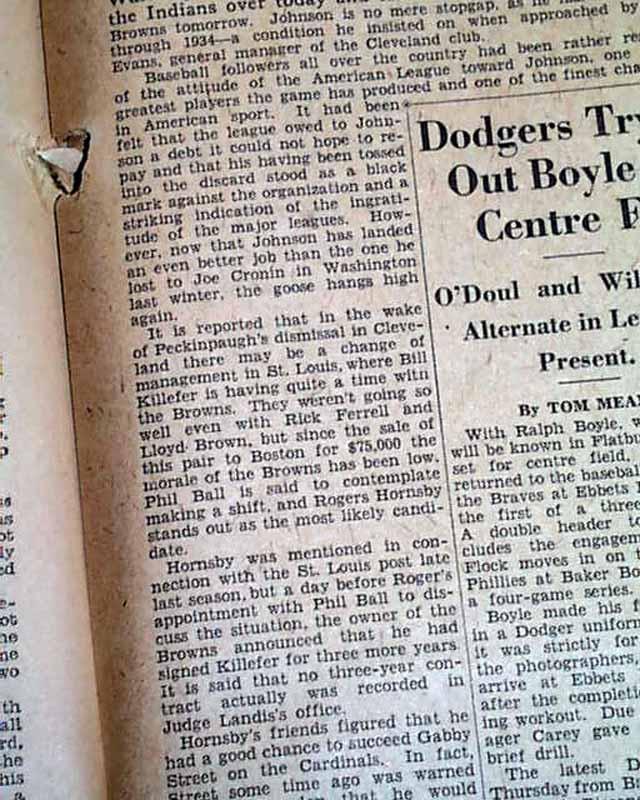 the Indians over today and
Browns tomorrow. Johnson is no mere stopgap, as he
through 1934—a condition he insisted on when approached by
Evans, general manager of the Cleveland club.
Baseball followers all over the country had been rather
of the attitude of the American League toward Johnson, one
greatest players the game has produced and one of the finest
in American sport. It had been
felt that the league owed to John-
son a debt it could not hope to re-
pay and that his having been tossed
into the discard stood as a black
mark against the organization and a
striking indication of the ingrati-
tude of the major leagues. How-
ever, now that Johnson has landed
an even better job than the one he
lost to Joe Cronin in Washington
last winter, the goose hangs high
again.
It is reported that in the wake
of Peckinpaugh's dismissal in Cleve-
land there may be a change of
management in St. Louis, where Bill
Killefer is having quite a time with
the Browns. They weren't going so
well even with Rick Ferrell and
Lloyd Brown, but since the sale of
this pair to Boston for $75,000 the
morale of the Browns has been low.
Phil Ball is said to contemplate
making a shift, and Rogers Hornsby
stands out as the most likely candi-
date.
Hornsby was mentioned in con-
nection with the St. Louis post late
last season, but a day before Roger's
appointment with Phil Ball to dis-
cuss the situation, the owner of the
Browns announced that he had
signed Killefer for three more years.
It is said that no three-year con-
tract actually was recorded in
Judge Landis's office.
Hornsby's friends figured that he
had a good chance to succeed Gabby
Street on the Cardinals. In fact,
Street some time ago was warned
that he would
Dodgers Try
Out Boyle
Centre F
O'Doul and Wil
Alternate in Le
Present.
By TOM MEA
With Ralph Boyle, w
will be known in Flatbu
set for centre field,
returned to the baseba
the Braves at Ebbets
the first of a three
A double header to
cludes the engagem
Flock moves in on
Phillies at Baker Bo
a four-game series.
Boyle made his
in a Dodger uniform
it was strictly for
the photographers,
arrive at Ebbets
after the completi
ing workout. Due
ager Carey gave
brief drill.
The latest D
Thursday from B